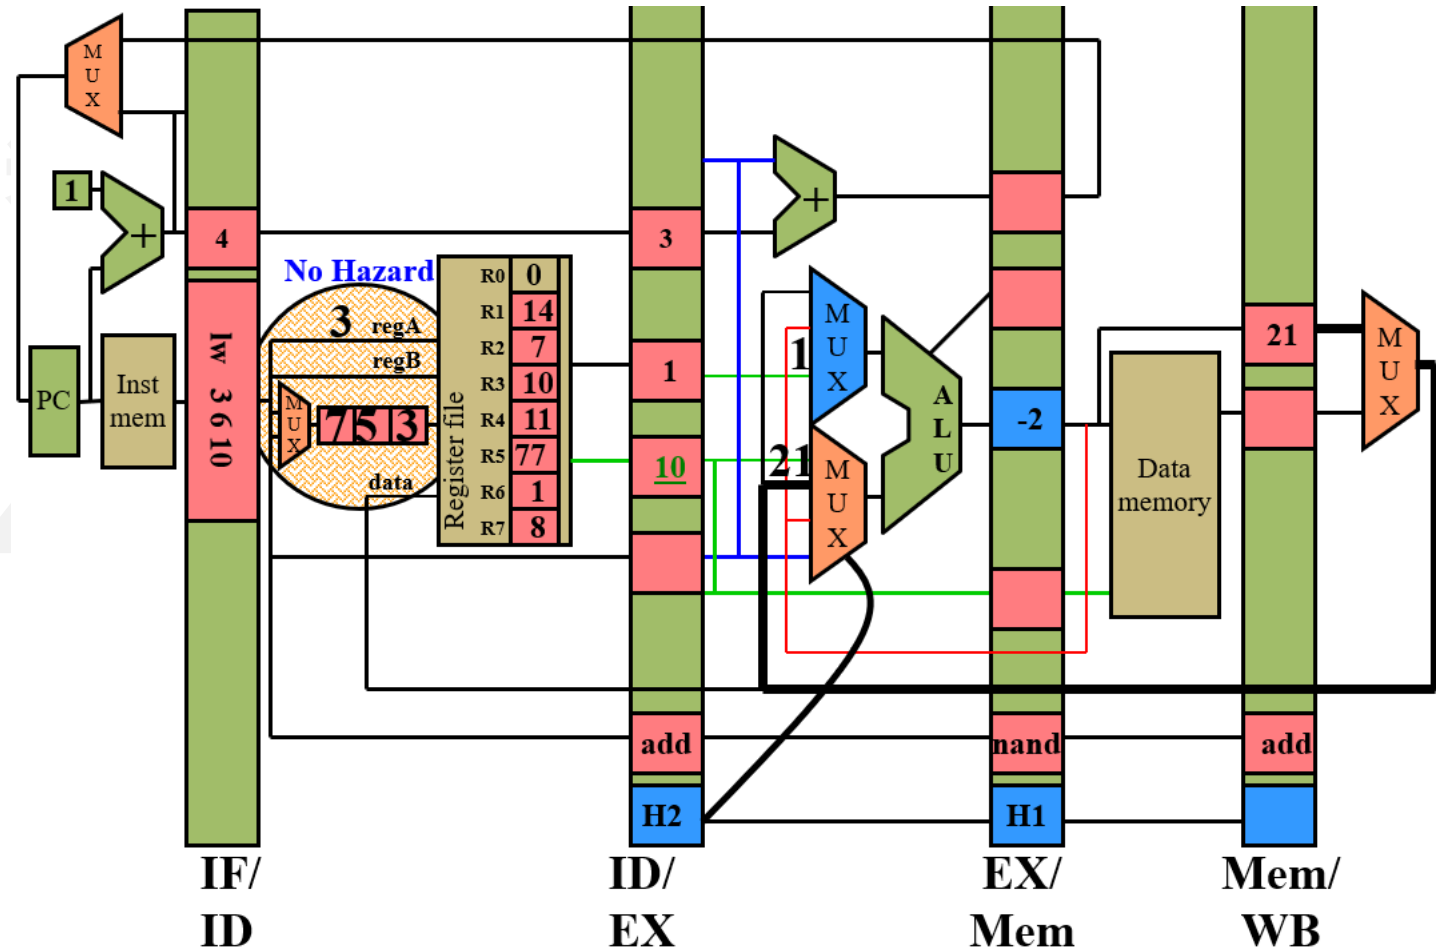 M
U
X
1
+
4
3
+
No Hazard
R0 0
R1 14
R2 7
R3 10
R4 11
R5 77
R6 1
R7 8
Register file
3 regA
regB
M
U
X
7 5 3
data
lw 3 6 10
PC
Inst
mem
1
10
1
M
U
X
21
M
U
X
A
L
U
-2
Data
memory
21
M
U
X
add
nand
add
H2
H1
IF/
ID
ID/
EX
EX/
Mem
Mem/
WB